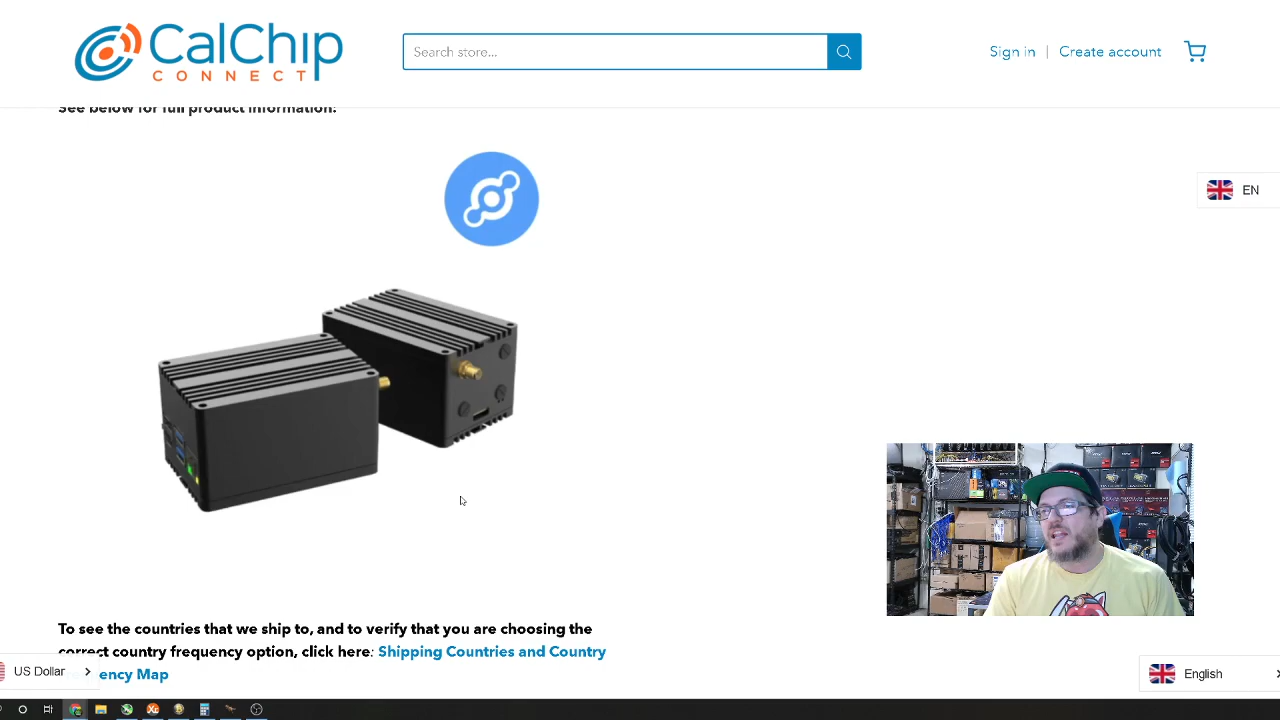 CalChip
CONNECT
Search store...
Sign in | Create account
See below for full product information:
EN
To see the countries that we ship to, and to verify that you are choosing the
correct country frequency option, click here: Shipping Countries and Country
ency Map
US Dollar
English